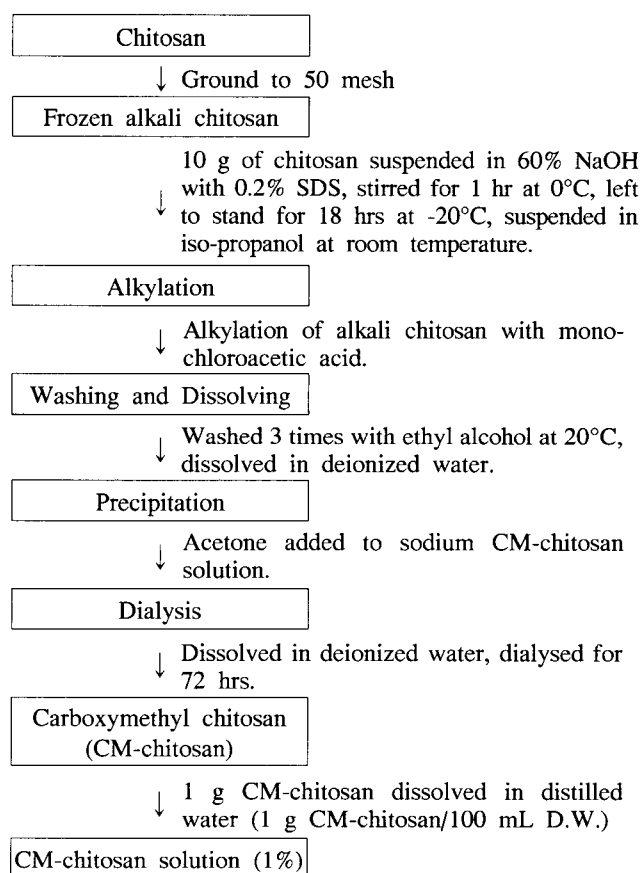 Chitosan
↓ Ground to 50 mesh
Frozen alkali chitosan
10 g of chitosan suspended in 60% NaOH
with 0.2% SDS, stirred for 1 hr at 0°C, left
↓ to stand for 18 hrs at -20°C, suspended in
iso-propanol at room temperature.
Alkylation
↓ Alkylation of alkali chitosan with mono-
chloroacetic acid.
Washing and Dissolving
↓ Washed 3 times with ethyl alcohol at 20°C,
dissolved in deionized water.
Precipitation
↓ Acetone added to sodium CM-chitosan
solution.
Dialysis
↓ Dissolved in deionized water, dialysed for
72 hrs.
Carboxymethyl chitosan
(CM-chitosan)
↓ 1 g CM-chitosan dissolved in distilled
water (1 g CM-chitosan/100 mL D.W.)
CM-chitosan solution (1%)